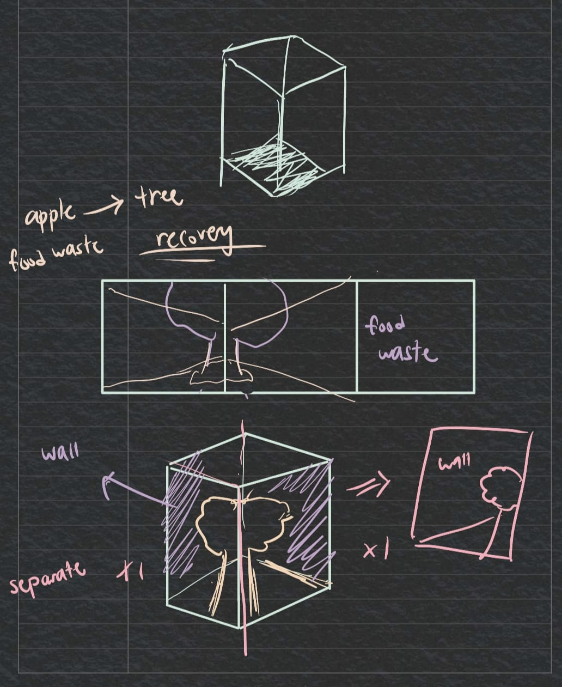 apple → tree
food waste recovery
food
waste
wall
wall
separate x1
x1